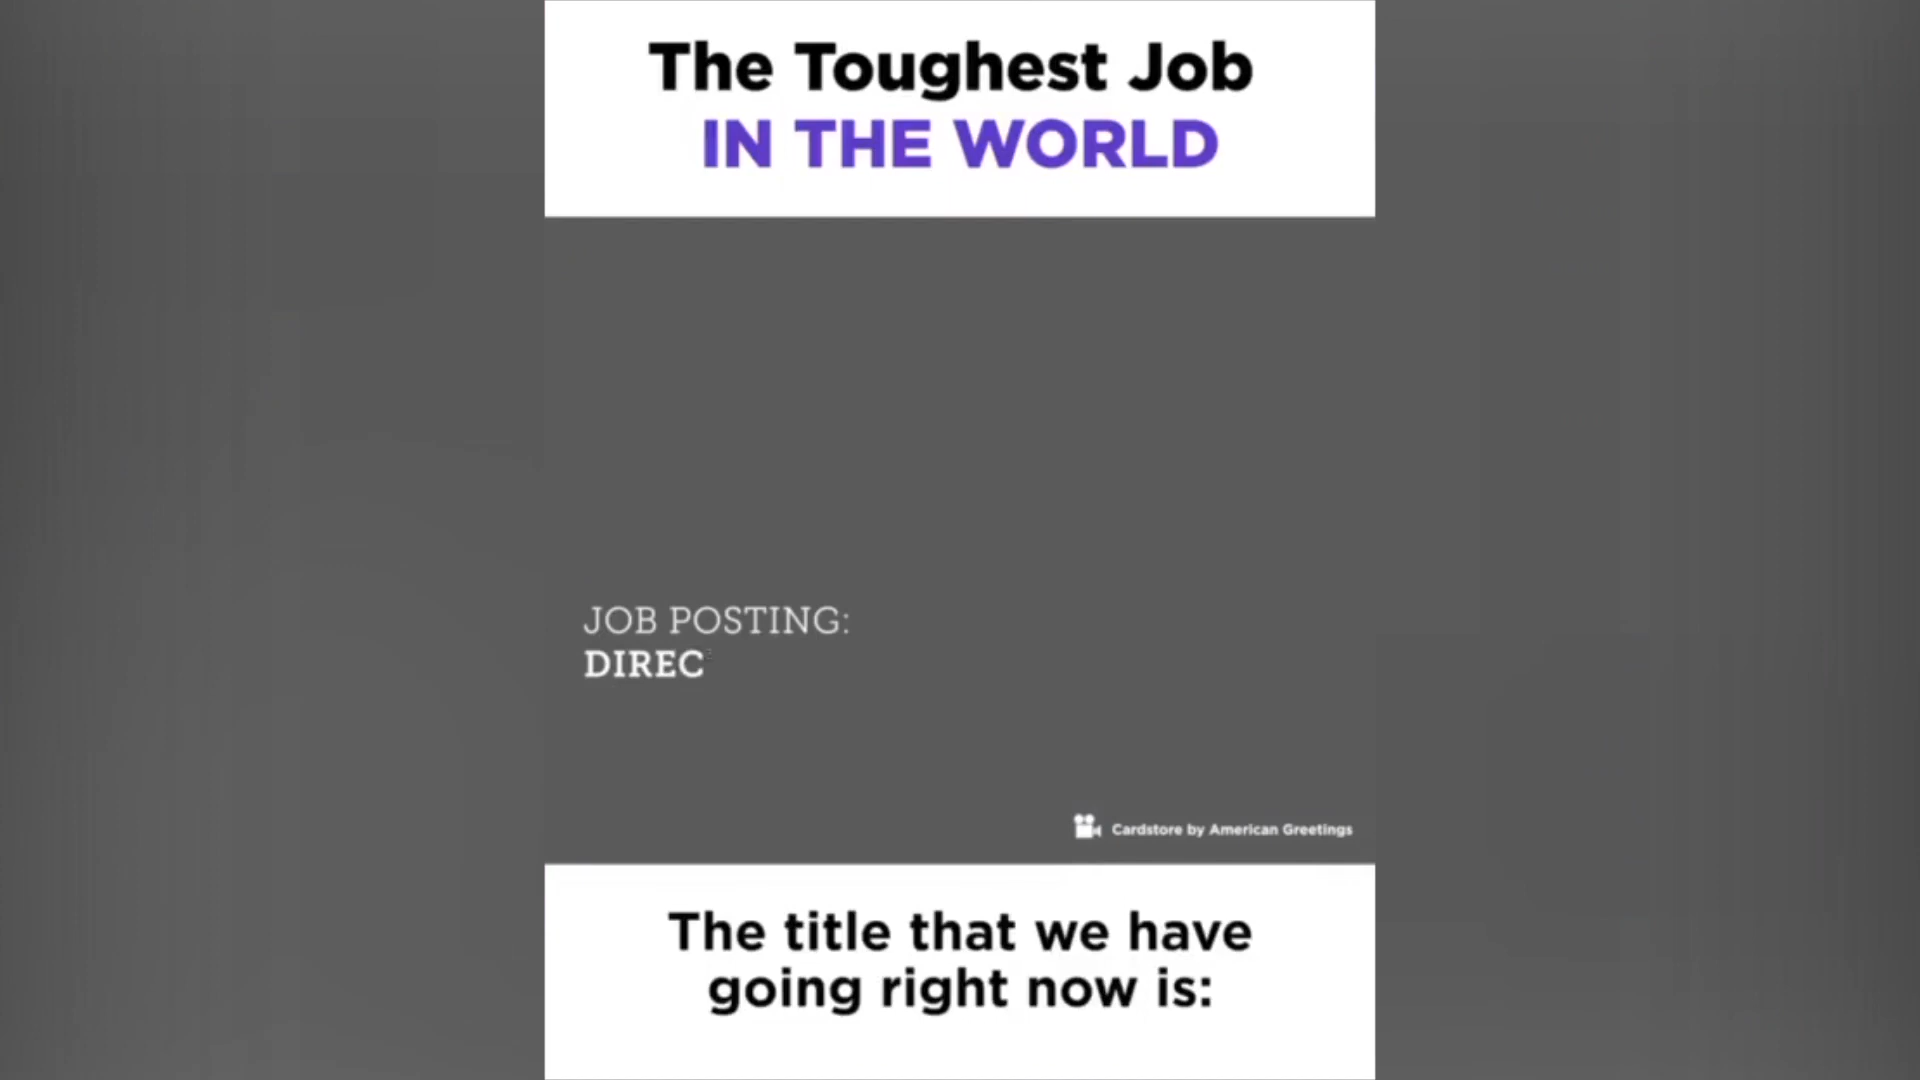 The Toughest Job
IN THE WORLD
JOB POSTING:
DIREC
Cardstore by American Greetings
The title that we have
going right now is: